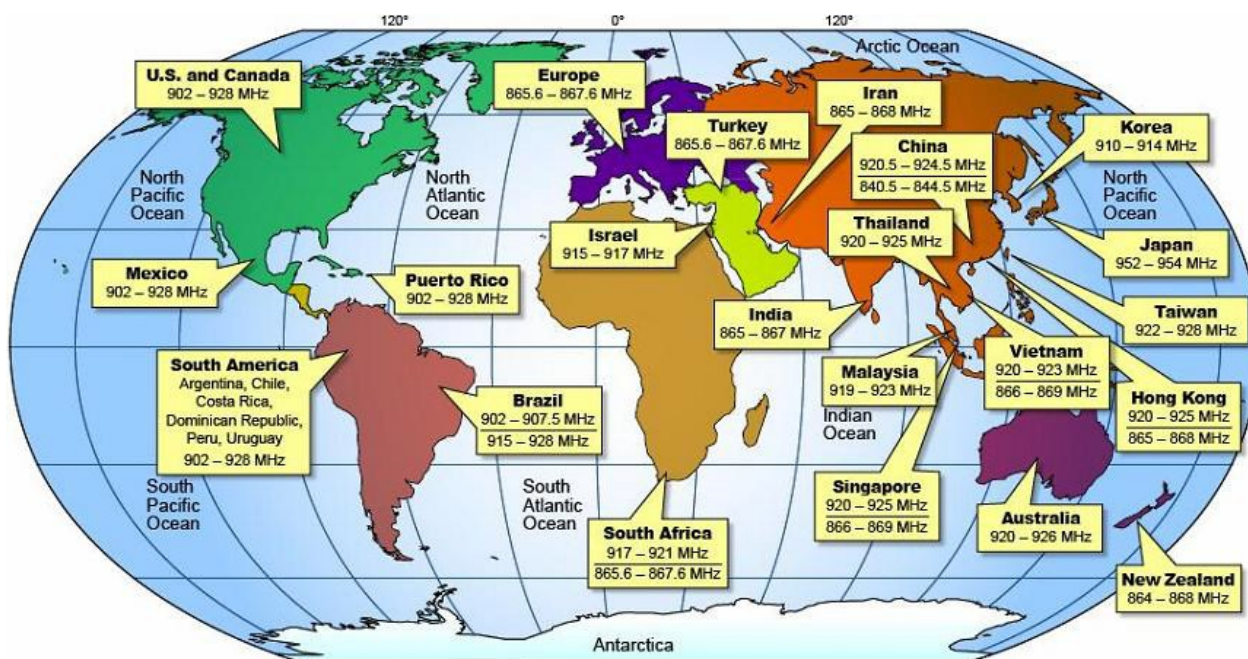 120°
0°
120°
Arctic Ocean
U.S. and Canada
902 – 928 MHz
Europe
865.6 – 867.6 MHz
Iran
865 – 868 MHz
Turkey
865.6 – 867.6 MHz
China
920.5 – 924.5 MHz
840.5 – 844.5 MHz
Korea
910 – 914 MHz
North
Pacific
Ocean
North
Atlantic
Ocean
North
Pacific
Ocean
Israel
915 – 917 MHz
Thailand
920 – 925 MHz
Japan
952 – 954 MHz
Mexico
902 – 928 MHz
Puerto Rico
902 – 928 MHz
India
865 – 867 MHz
Taiwan
922 – 928 MHz
South America
Argentina, Chile,
Costa Rica,
Dominican Republic,
Peru, Uruguay
902 – 928 MHz
Brazil
902 – 907.5 MHz
915 – 928 MHz
Malaysia
919 – 923 MHz
Vietnam
920 – 923 MHz
866 – 869 MHz
Hong Kong
920 – 925 MHz
865 – 868 MHz
Indian
Ocean
South
Pacific
Ocean
South
Atlantic
Ocean
Singapore
920 – 925 MHz
866 – 869 MHz
Australia
920 – 926 MHz
South Africa
917 – 921 MHz
865.6 – 867.6 MHz
New Zealand
864 – 868 MHz
Antarctica